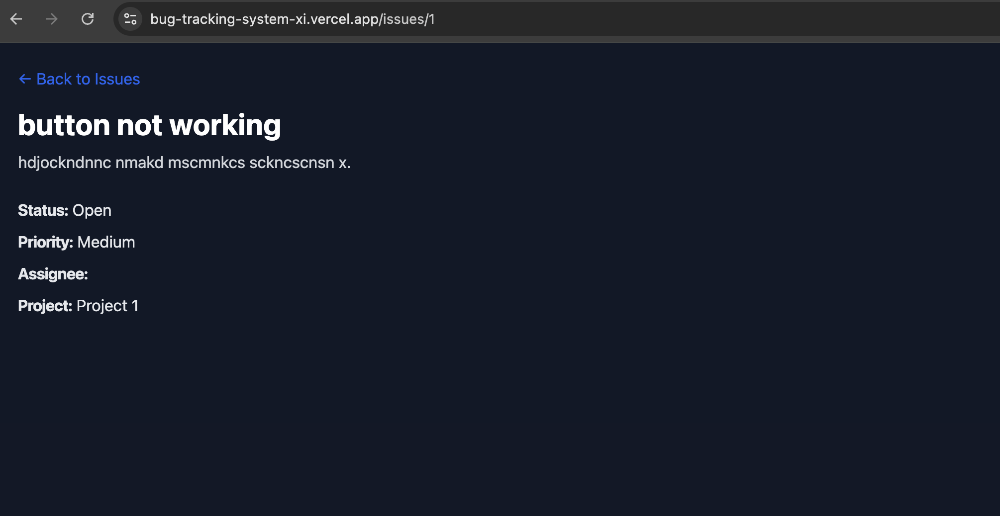 bug-tracking-system-xi.vercel.app/issues/1
← Back to Issues
button not working
hdjockndnnc nmakd mscmnkcs sckncscnsn x.
Status: Open
Priority: Medium
Assignee:
Project: Project 1